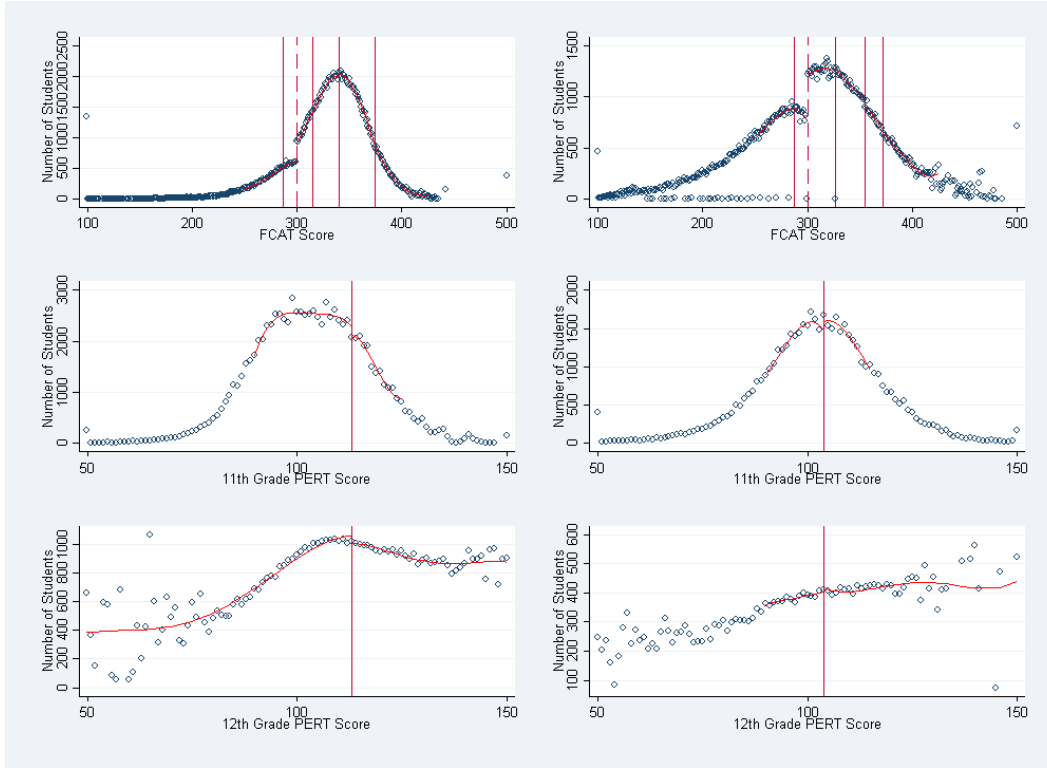 Number of Students
0 500 1000 1500 2000 2500
100 200 300 400 500
FCAT Score
Number of Students
0 500 1000 1500
100 200 300 400 500
FCAT Score
Number of Students
0 1000 2000 3000
50 100 150
11th Grade PERT Score
Number of Students
0 500 1000 1500 2000
50 100 150
11th Grade PERT Score
Number of Students
0 200 400 600 800 1000
50 100 150
12th Grade PERT Score
Number of Students
100 200 300 400 500 600
50 100 150
12th Grade PERT Score